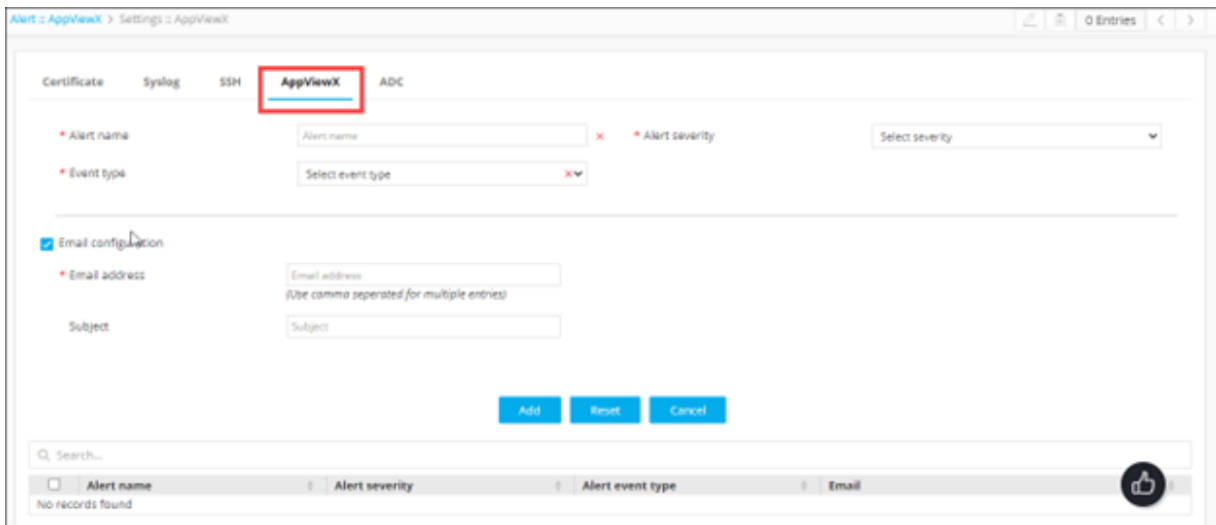 Alert :: AppViewX > Settings :: AppViewX
0 Entries
Certificate Syslog SSH AppViewX ADC
* Alert name Alert name × * Alert severity Select severity
* Event type Select event type ×
Email configuration
* Email address Email address
(Use comma seperated for multiple entries)
Subject Subject
Add Reset Cancel
Search...
Alert name Alert severity Alert event type Email
No records found